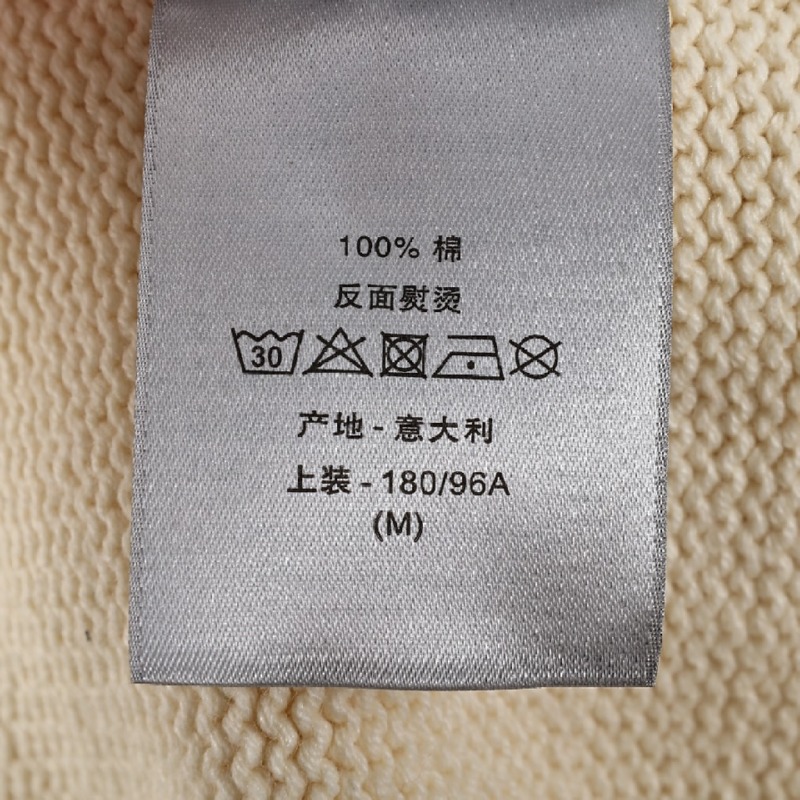 100% 棉
反面熨烫
30
产地 - 意大利
上装 - 180/96A
(M)